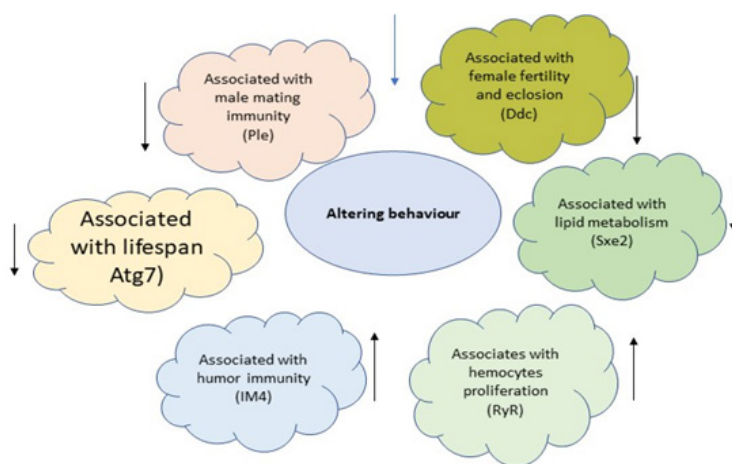 Associated with
male mating
immunity
(Ple)
Associated with
female fertility
and eclosion
(Ddc)
Altering behaviour
Associated
with lifespan
Atg7)
Associated with
lipid metabolism
(Sxe2)
Associated with
humor immunity
(IM4)
Associates with
hemocytes
proliferation
(RyR)